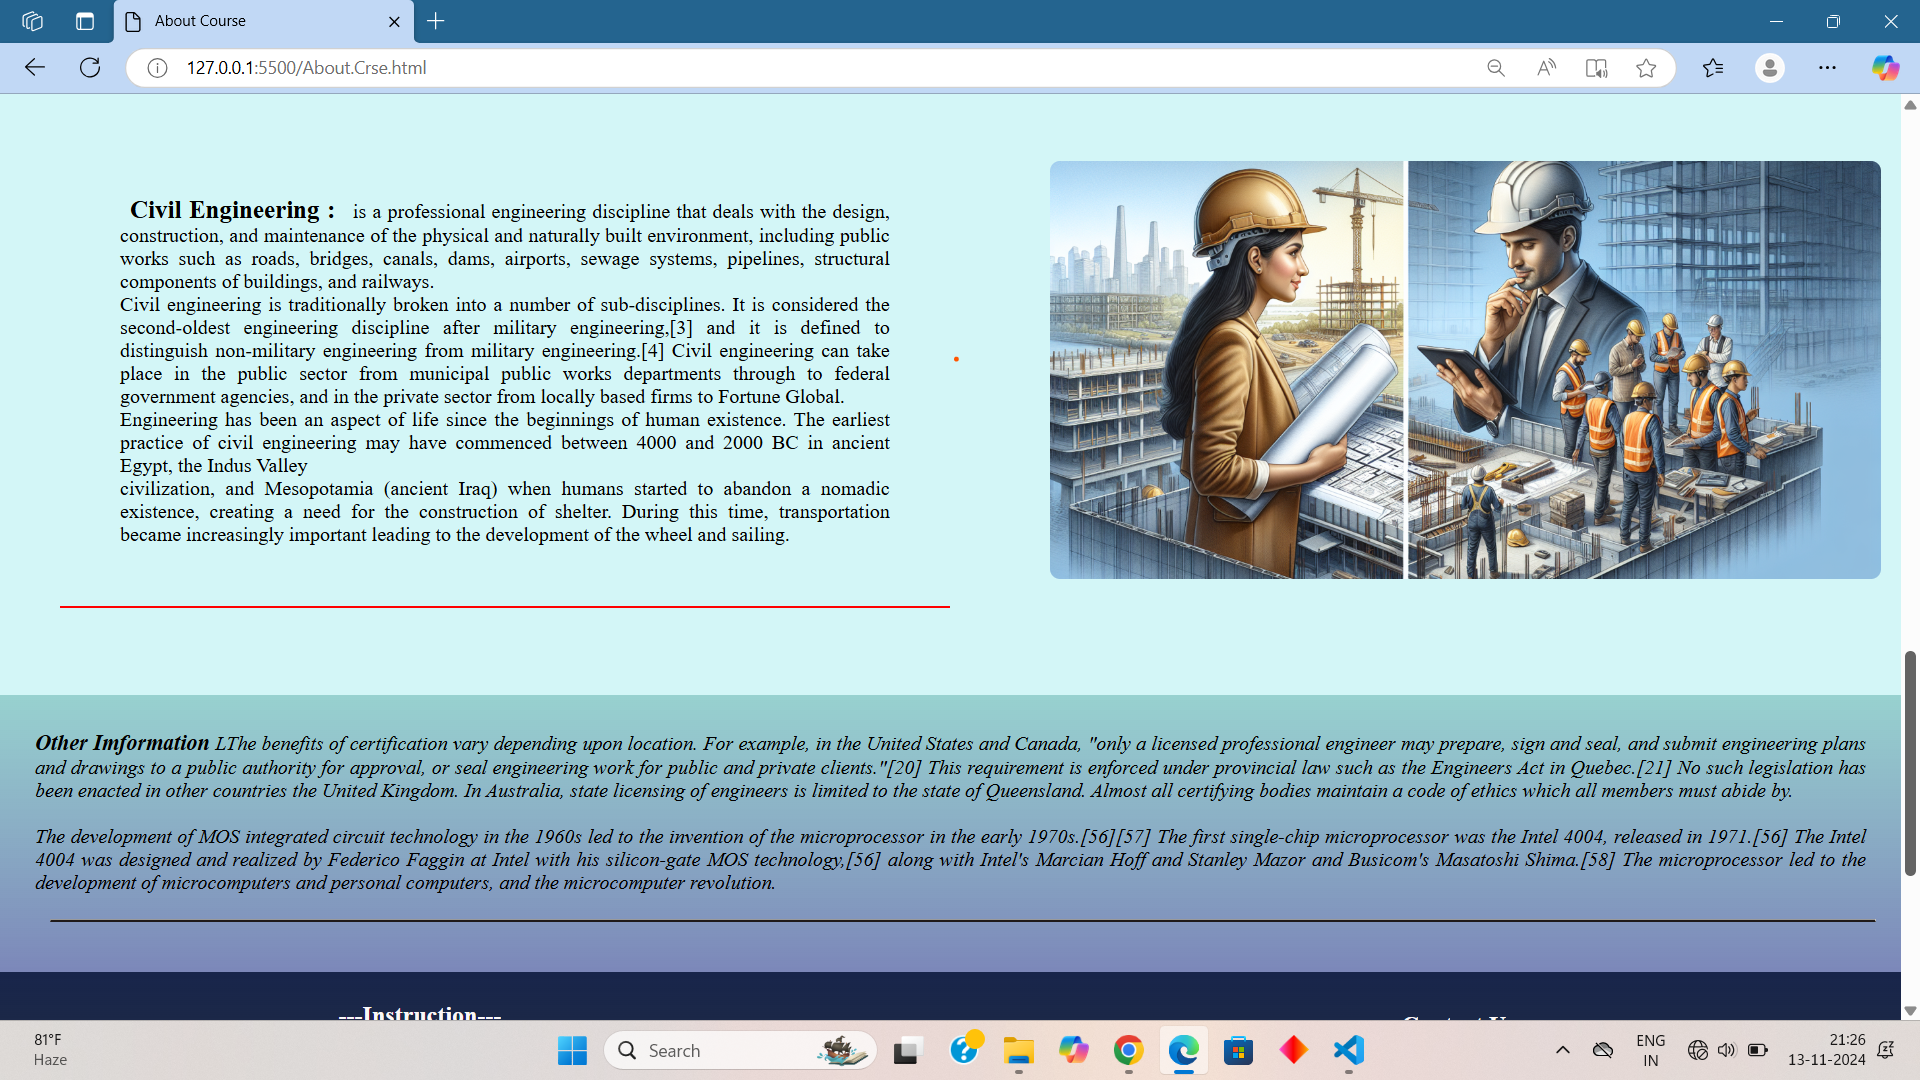 About Course
127.0.0.1:5500/About.Crse.html
Civil Engineering : is a professional engineering discipline that deals with the design,
construction, and maintenance of the physical and naturally built environment, including public
works such as roads, bridges, canals, dams, airports, sewage systems, pipelines, structural
components of buildings, and railways.
Civil engineering is traditionally broken into a number of sub-disciplines. It is considered the
second-oldest engineering discipline after military engineering,[3] and it is defined to
distinguish non-military engineering from military engineering.[4] Civil engineering can take
place in the public sector from municipal public works departments through to federal
government agencies, and in the private sector from locally based firms to Fortune Global.
Engineering has been an aspect of life since the beginnings of human existence. The earliest
practice of civil engineering may have commenced between 4000 and 2000 BC in ancient
Egypt, the Indus Valley
civilization, and Mesopotamia (ancient Iraq) when humans started to abandon a nomadic
existence, creating a need for the construction of shelter. During this time, transportation
became increasingly important leading to the development of the wheel and sailing.
Other Imformation LThe benefits of certification vary depending upon location. For example, in the United States and Canada, "only a licensed professional engineer may prepare, sign and seal, and submit engineering plans
and drawings to a public authority for approval, or seal engineering work for public and private clients."[20] This requirement is enforced under provincial law such as the Engineers Act in Quebec.[21] No such legislation has
been enacted in other countries the United Kingdom. In Australia, state licensing of engineers is limited to the state of Queensland. Almost all certifying bodies maintain a code of ethics which all members must abide by.
The development of MOS integrated circuit technology in the 1960s led to the invention of the microprocessor in the early 1970s.[56][57] The first single-chip microprocessor was the Intel 4004, released in 1971.[56] The Intel
4004 was designed and realized by Federico Faggin at Intel with his silicon-gate MOS technology,[56] along with Intel's Marcian Hoff and Stanley Mazor and Busicom's Masatoshi Shima.[58] The microprocessor led to the
development of microcomputers and personal computers, and the microcomputer revolution.
---Instruction---
81°F
Haze
Search
ENG
IN
21:26
13-11-2024